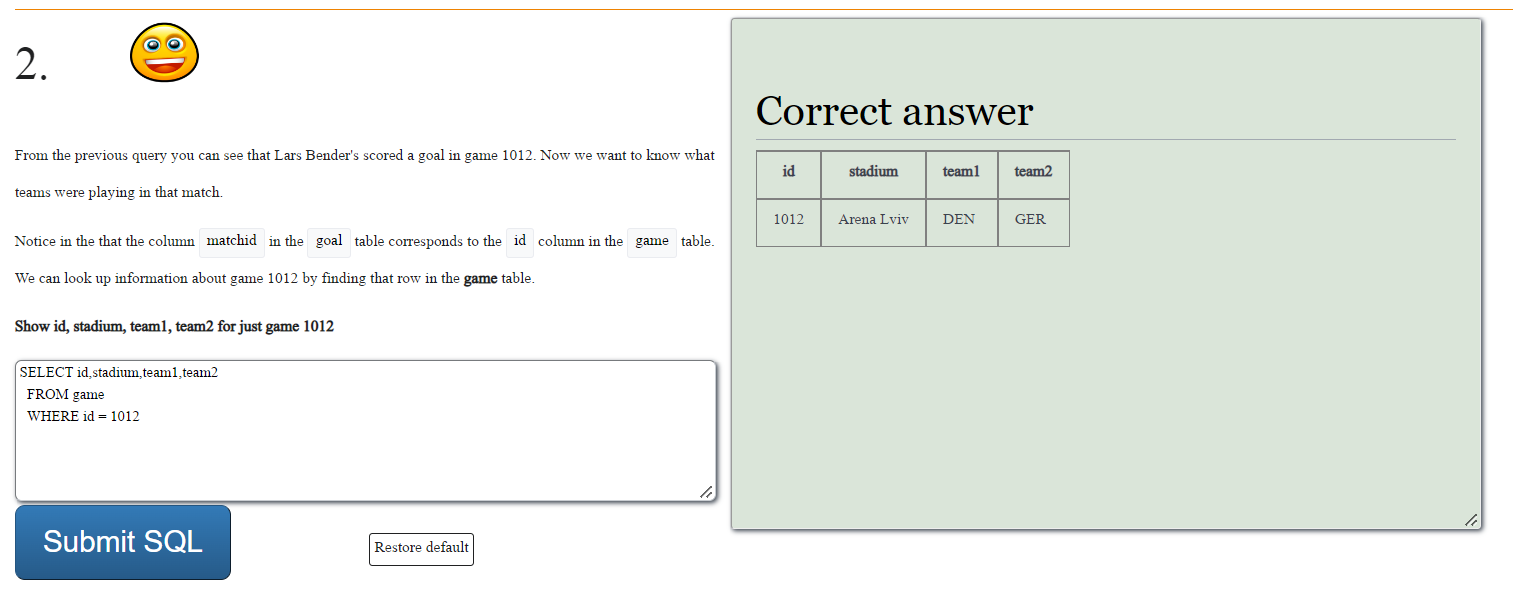 2.
From the previous query you can see that Lars Bender's scored a goal in game 1012. Now we want to know what
teams were playing in that match.
Notice in the that the column matchid in the goal table corresponds to the id column in the game table.
We can look up information about game 1012 by finding that row in the game table.
Show id, stadium, team1, team2 for just game 1012
SELECT id,stadium,team1,team2
FROM game
WHERE id = 1012
Submit SQL
Restore default
Correct answer
id stadium team1 team2
1012 Arena Lviv DEN GER